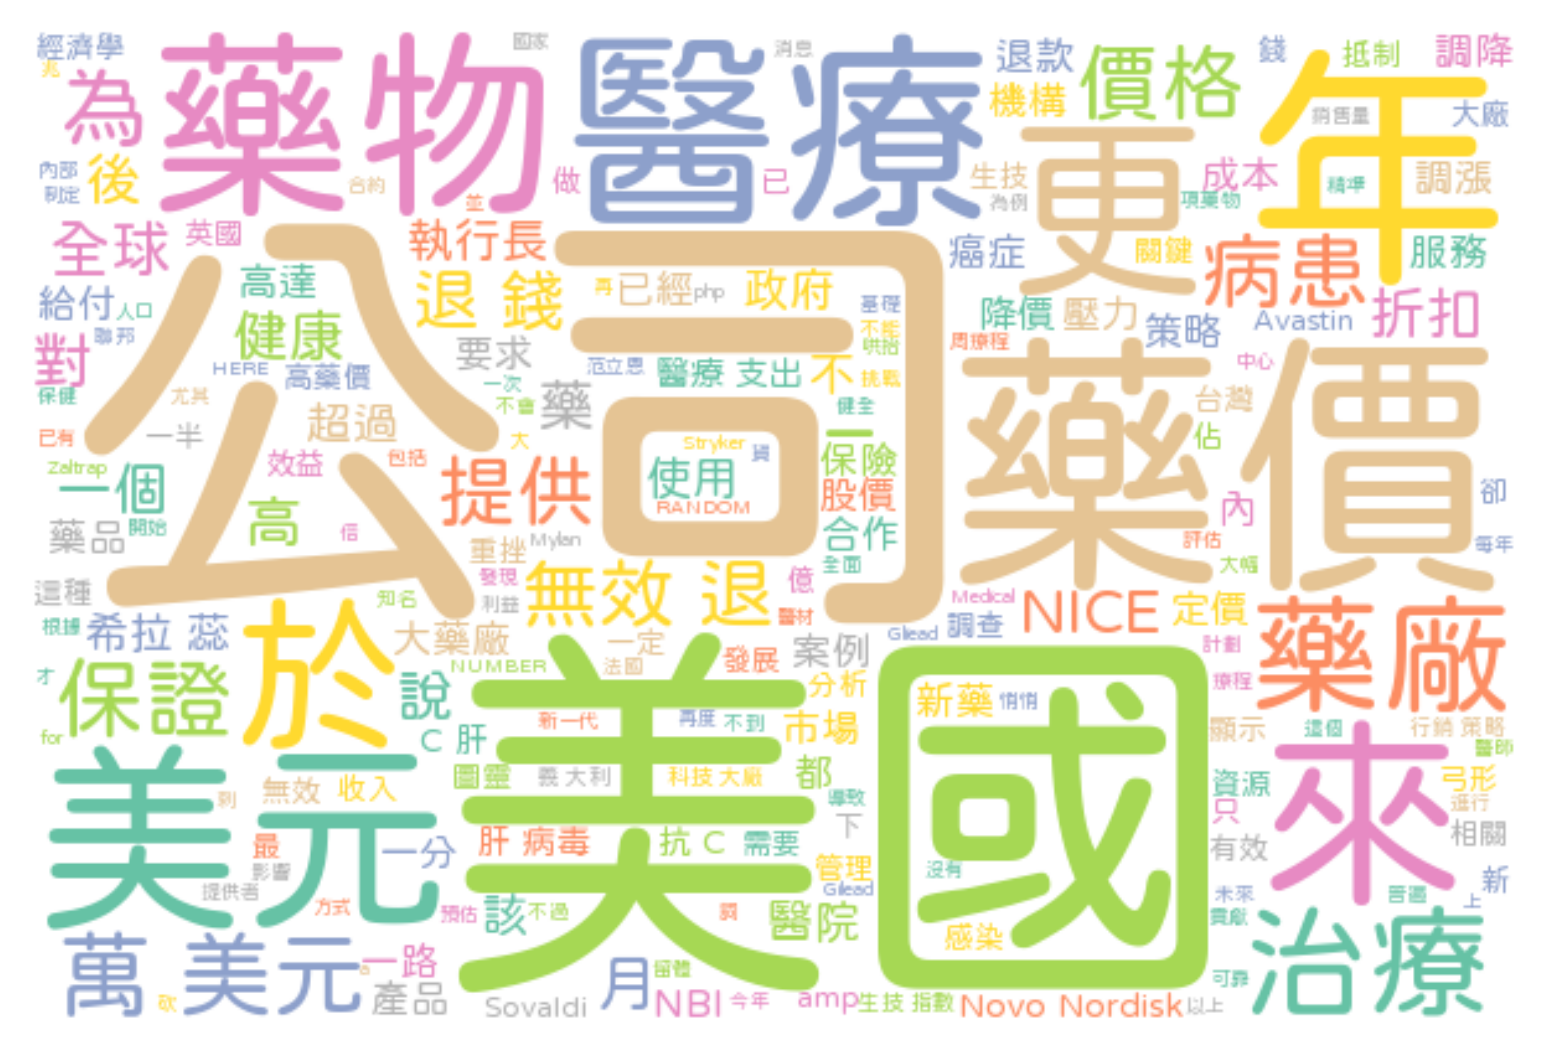 經濟學
兆
為
藥物
國家
醫療
消息
退款
機構
價格
錢
抵制
調降
年
銷售量
大廠
內部
制定
後
合約
並
做
已
生技
為例
更
成本
項藥物
精準
調漲
全球
英國
公司
執行長
癌症
關鍵
病患
服務
給付
人口
聯邦
高達
退 錢
再
已經
php
政府
基礎
降價
壓力
策略
Avastin
折扣
對
健康
要求
不能
供給
周療程
HERE
高藥價
范立恩
醫療 支出
不
挑戰
藥價
中心
保健
尤其
一次
不會
藥
健全
台灣
已有
一半
超過
大
Stryker
錢
一
佔
Zaltrap
一個
效益
包括
提供
使用
保險
RANDOM
股價
卻
藥品
開始
高
信
重挫
Mylan
合作
內
評估
每年
這種
發現
無效 退
億
全面
大幅
知名
利益
醫材
Medical
NICE
定價
藥廠
根據
希拉 蕊
於
大藥廠
一定
Gilead
調查
計劃
NUMBER
法國
發展
案例
美國
才
保證
說
分析
新藥
悄悄
療程
for
C 肝
新一代
再度
不到
市場
顯示
這個
行銷 策略
醫師
美元
圖靈
義大利
科技 大廠
都
來
資源
弓形
到
無效
收入
導致
下
只
進行
最
一分
肝 病毒
抗 C
需要
有效
相關
影響
提供者
管理
Gilead
沒有
未來
普遍
新
上
方式
預估
該
不過
醫院
貢獻
治療
萬 美元
一路
感染
月
留體
可靠
砍
產品
Sovaldi
NBI
今年
amp
生技 指數
Novo Nordisk
以上